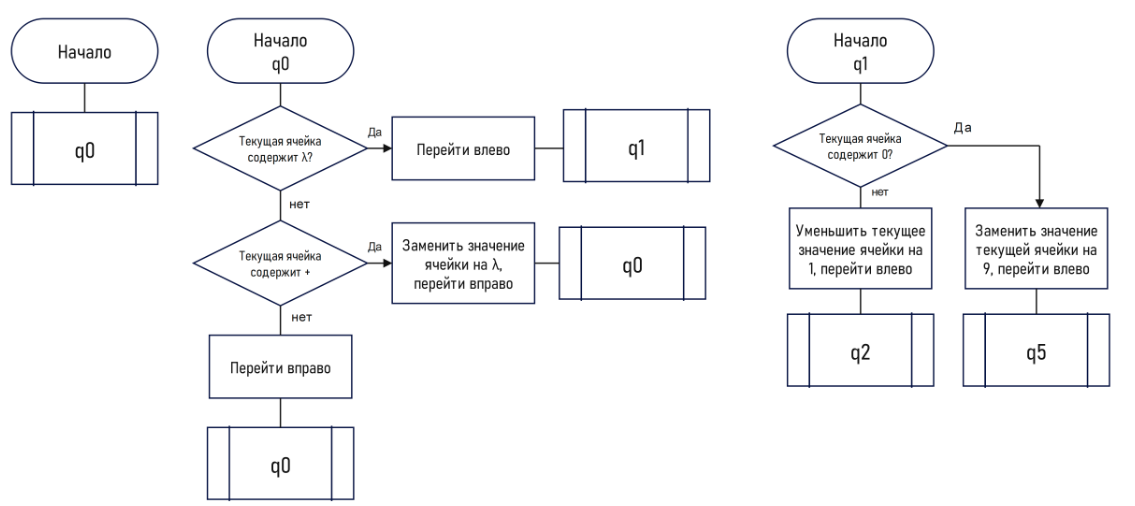 Начало
q0
Начало
q0
Текущая ячейка
содержит λ?
Да
Перейти влево
q1
нет
Текущая ячейка
содержит +
Да
Заменить значение
ячейки на λ,
перейти вправо
q0
нет
Перейти вправо
q0
Начало
q1
Текущая ячейка
содержит 0?
Да
нет
Уменьшить текущее
значение ячейки на
1, перейти влево
q2
Заменить значение
текущей ячейки на
9, перейти влево
q5